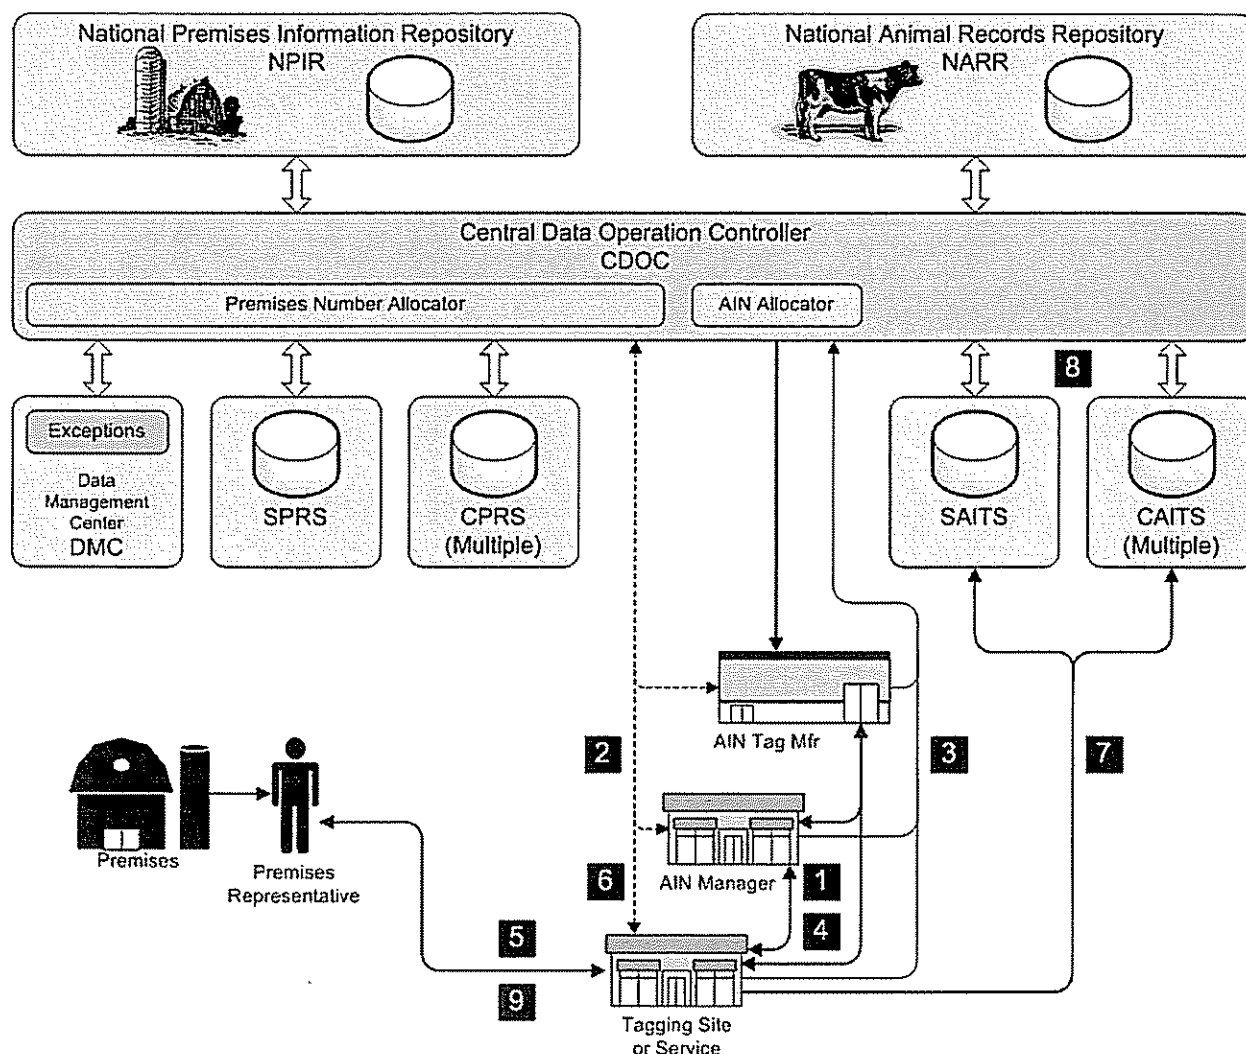 National Premises Information Repository
NPIR
National Animal Records Repository
NARR
Central Data Operation Controller
CDOC
Premises Number Allocator
AIN Allocator
8
Exceptions
Data
Management
Center
DMC
SPRS
CPRS
(Multiple)
SAITS
CAITS
(Multiple)
AIN Tag Mfr
2
3
7
Premises
Premises
Representative
AIN Manager
6
1
4
5
9
Tagging Site
or Service